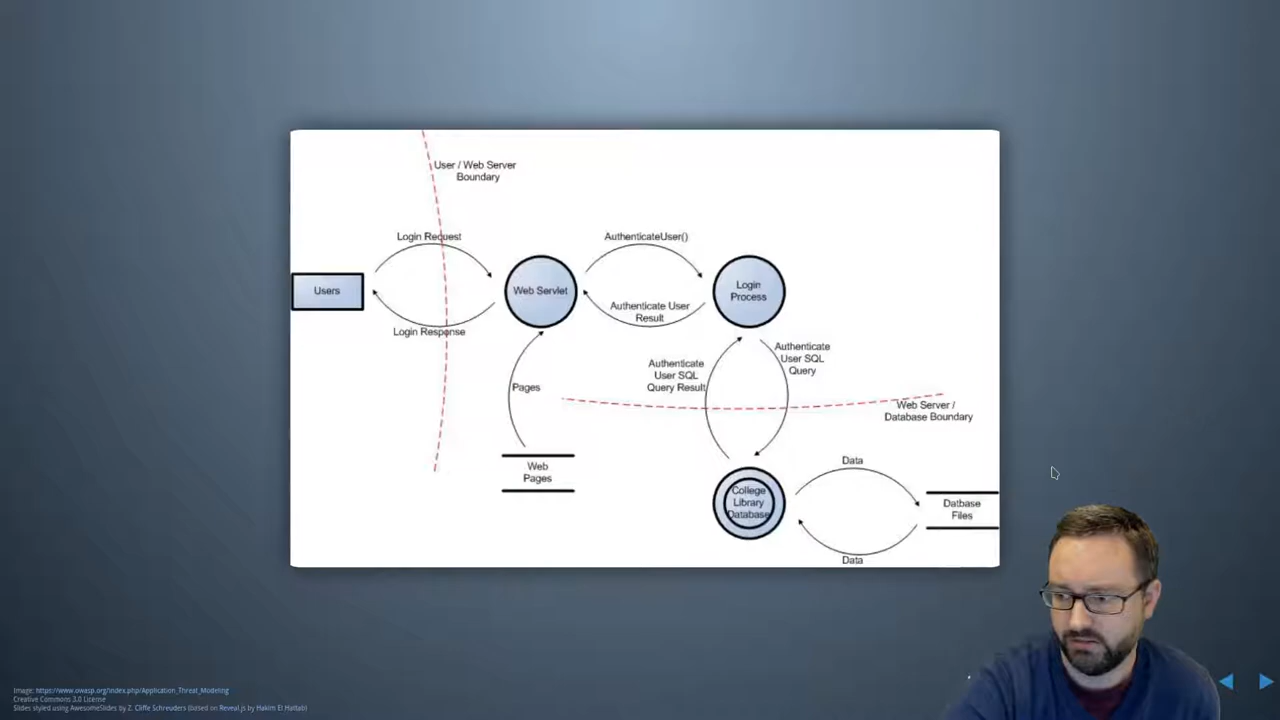 User / Web Server
Boundary
Login Request
AuthenticateUser()
Users
Web Servlet
Login
Process
Authenticate User
Result
Login Response
Authenticate
User SQL
Query
Authenticate
User SQL
Query Result
Pages
Web Server /
Database Boundary
Web
Pages
Data
College
Library
Database
Datbase
Files
Data
Image: https://www.owasp.org/index.php/Application_Threat_Modeling
Creative Commons 3.0 License
Slides styled using AwesomeSlides by Z. Cliffe Schreuders (based on Reveal.js by Hakim El Hattab)